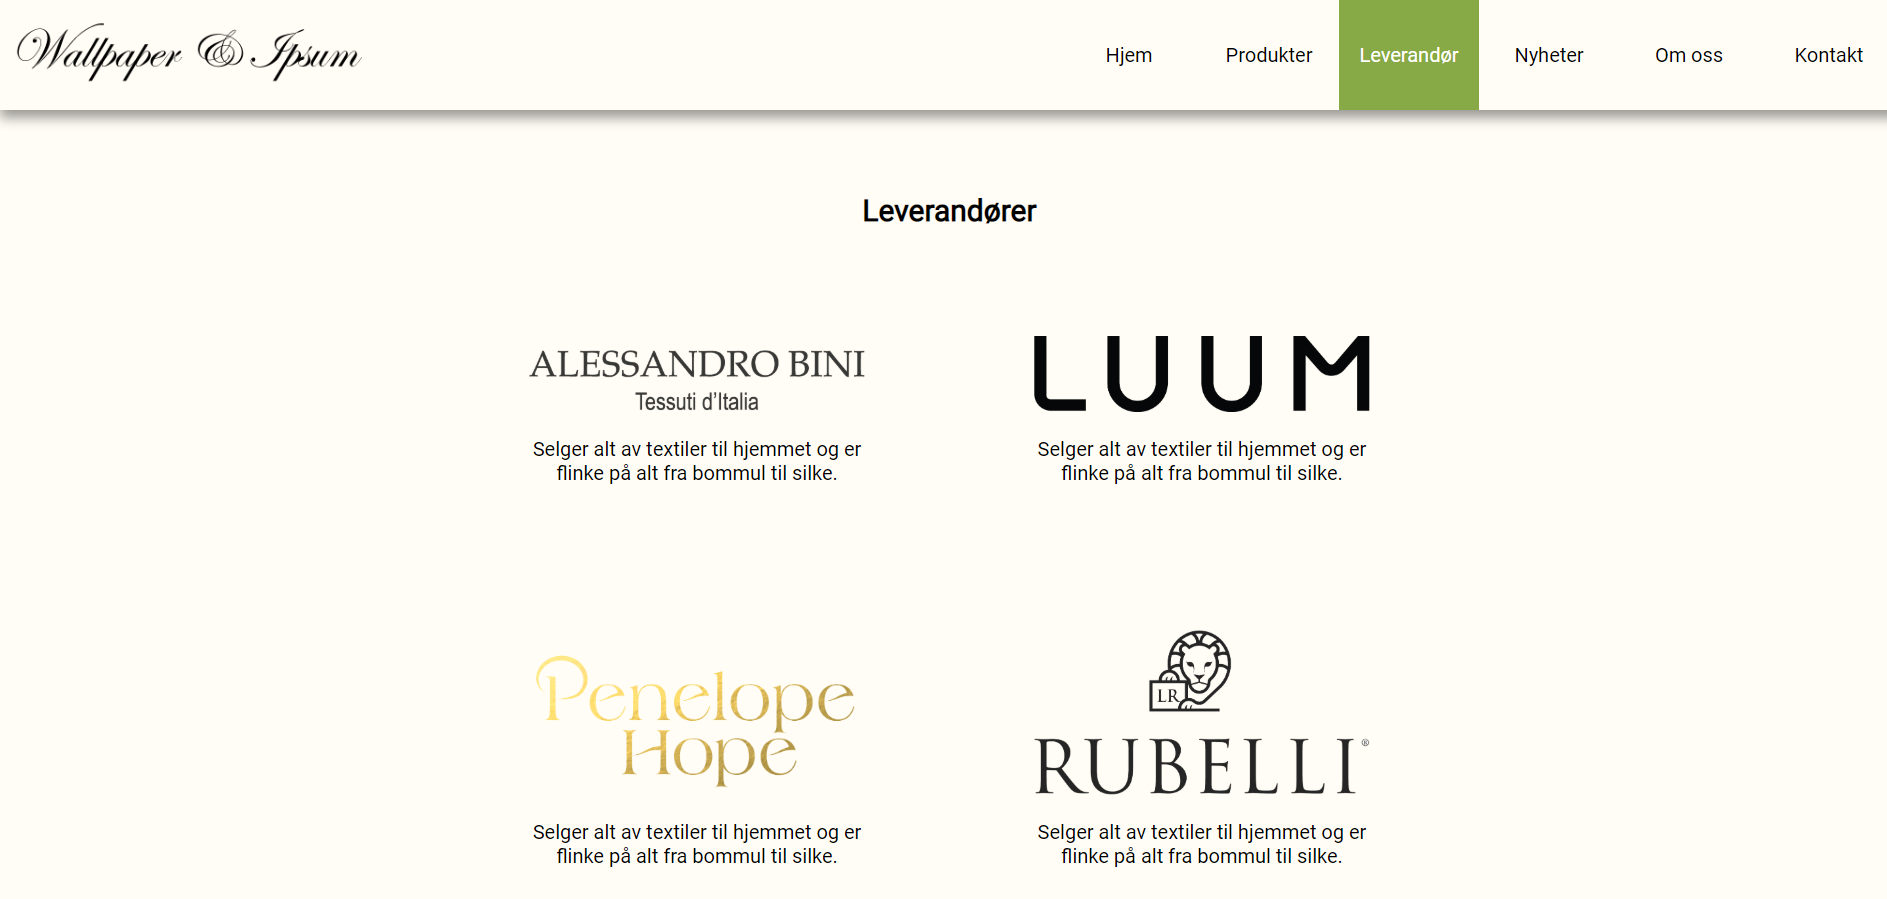 Wallpaper & Ipsum
Hjem Produkter Leverandør Nyheter Om oss Kontakt
Leverandører
ALESSANDRO BINI
Tessuti d'Italia
Selger alt av textiler til hjemmet og er
flinke på alt fra bommul til silke.
LUUM
Selger alt av textiler til hjemmet og er
flinke på alt fra bommul til silke.
Penelope
Hope
Selger alt av textiler til hjemmet og er
flinke på alt fra bommul til silke.
LR
RUBELLI®
Selger alt av textiler til hjemmet og er
flinke på alt fra bommul til silke.